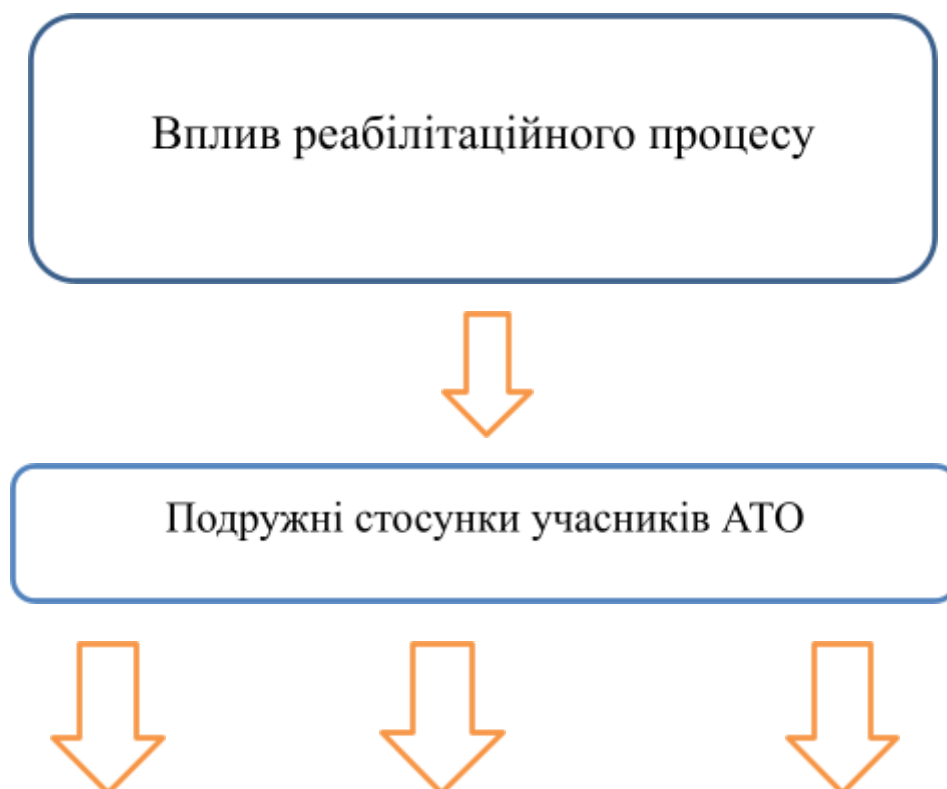 Вплив реабілітаційного процесу
Подружні стосунки учасників АТО